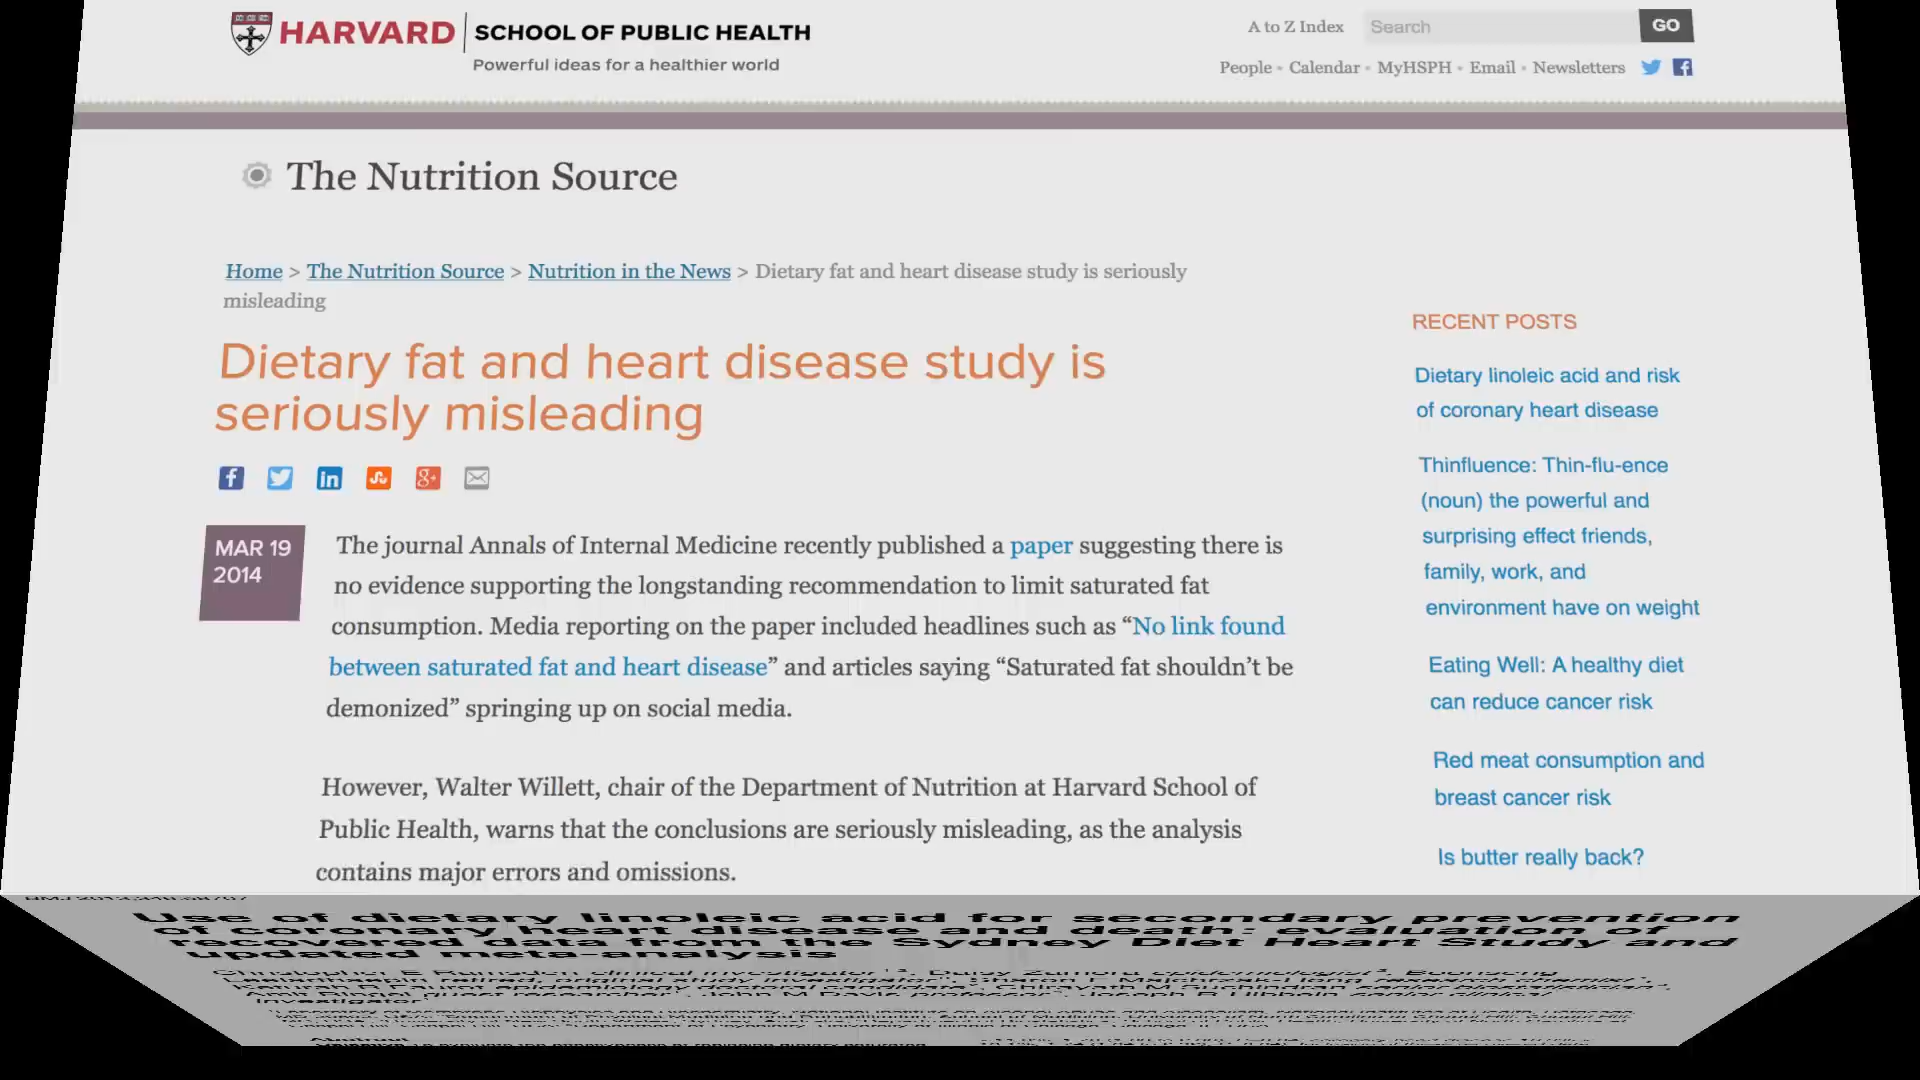 HARVARD SCHOOL OF PUBLIC HEALTH
Powerful ideas for a healthier world
A to Z Index Search GO
People • Calendar • MyHSPH • Email • Newsletters
The Nutrition Source
Home > The Nutrition Source > Nutrition in the News > Dietary fat and heart disease study is seriously
misleading
Dietary fat and heart disease study is
seriously misleading
MAR 19
2014
The journal Annals of Internal Medicine recently published a paper suggesting there is
no evidence supporting the longstanding recommendation to limit saturated fat
consumption. Media reporting on the paper included headlines such as “No link found
between saturated fat and heart disease” and articles saying “Saturated fat shouldn’t be
demonized” springing up on social media.
However, Walter Willett, chair of the Department of Nutrition at Harvard School of
Public Health, warns that the conclusions are seriously misleading, as the analysis
contains major errors and omissions.
RECENT POSTS
Dietary linoleic acid and risk
of coronary heart disease
Thinfluence: Thin-flu-ence
(noun) the powerful and
surprising effect friends,
family, work, and
environment have on weight
Eating Well: A healthy diet
can reduce cancer risk
Red meat consumption and
breast cancer risk
Is butter really back?
Use of dietary linoleic acid for secondary prevention
of coronary heart disease and death: evaluation of
recovered data from the Sydney Diet Heart Study and
updated meta-analysis